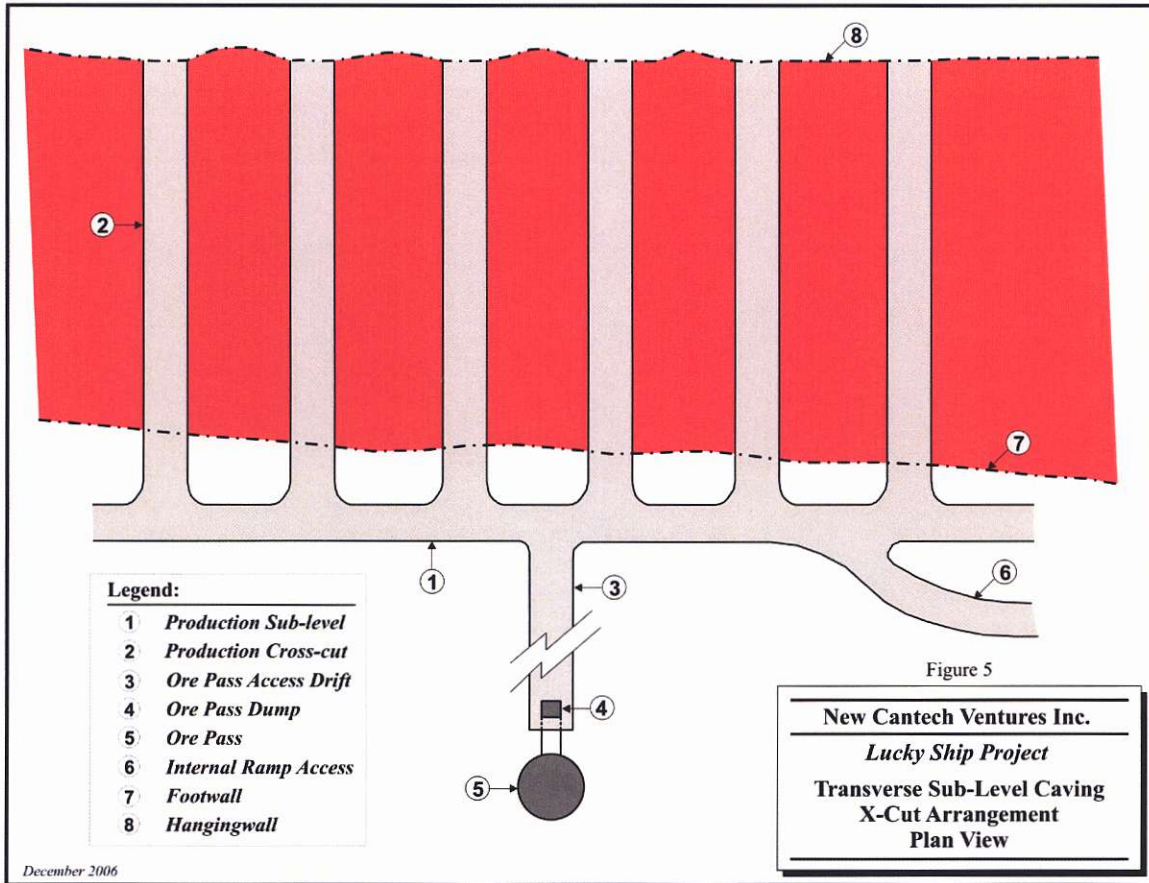 8
2
7
1
3
6
4
5
Legend:
1 Production Sub-level
2 Production Cross-cut
3 Ore Pass Access Drift
4 Ore Pass Dump
5 Ore Pass
6 Internal Ramp Access
7 Footwall
8 Hangingwall
Figure 5
New Cantech Ventures Inc.
Lucky Ship Project
Transverse Sub-Level Caving
X-Cut Arrangement
Plan View
December 2006